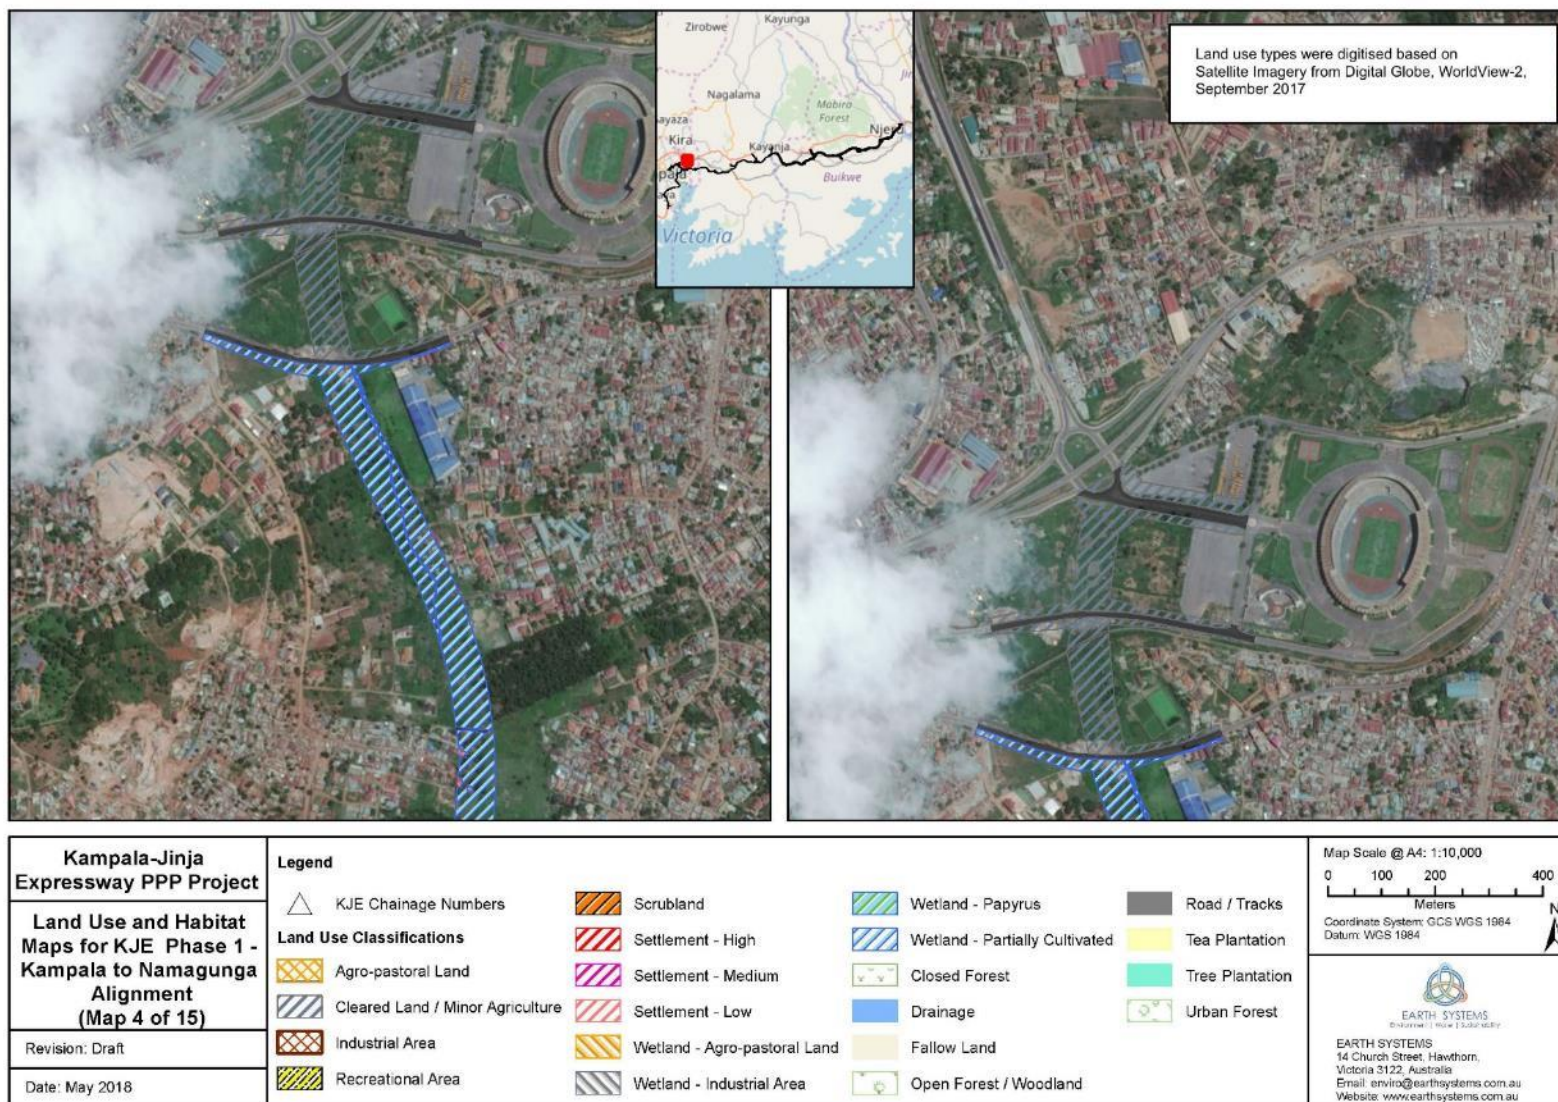 Land use types were digitised based on
Satellite Imagery from Digital Globe, WorldView-2,
September 2017
Zirobwe
Kayunga
Nagalama
Mabira
Forest
Kira
Kayanja
Njeru
Buikwe
Victoria
Kampala-Jinja
Expressway PPP Project
Land Use and Habitat
Maps for KJE Phase 1 -
Kampala to Namagunga
Alignment
(Map 4 of 15)
Revision: Draft
Date: May 2018
Legend
KJE Chainage Numbers
Land Use Classifications
Agro-pastoral Land
Cleared Land / Minor Agriculture
Industrial Area
Recreational Area
Scrubland
Settlement - High
Settlement - Medium
Settlement - Low
Wetland - Agro-pastoral Land
Wetland - Industrial Area
Wetland - Papyrus
Wetland - Partially Cultivated
Closed Forest
Drainage
Fallow Land
Open Forest / Woodland
Road / Tracks
Tea Plantation
Tree Plantation
Urban Forest
Map Scale @ A4: 1:10,000
0 100 200 400
Meters
N
Coordinate System: GCS WGS 1984
Datum: WGS 1984
EARTH SYSTEMS
Environment | Water | Sustainability
EARTH SYSTEMS
14 Church Street, Hawthorn,
Victoria 3122, Australia
Email: enviro@earthsystems.com.au
Website: www.earthsystems.com.au